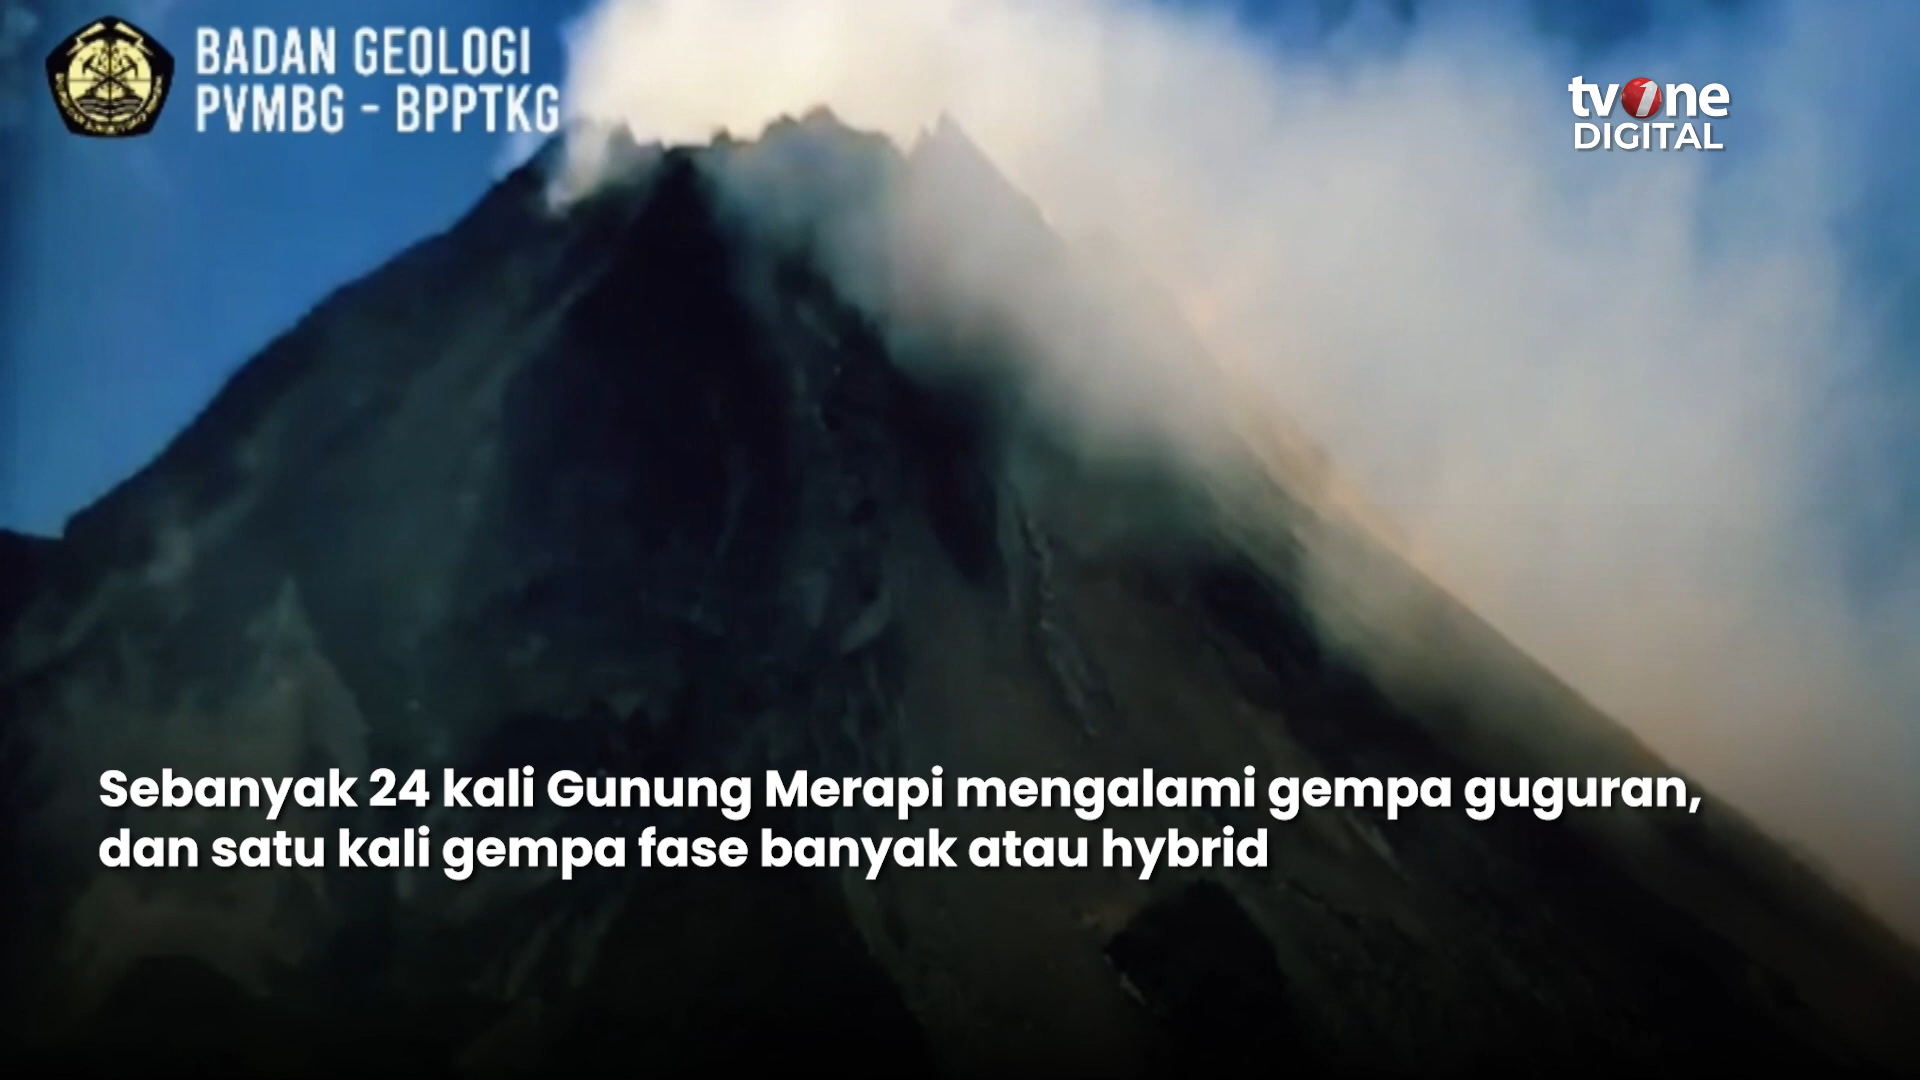 BADAN GEOLOGI
PVMBG - BPPTKG
tvOne
DIGITAL
Sebanyak 24 kali Gunung Merapi mengalami gempa guguran,
dan satu kali gempa fase banyak atau hybrid